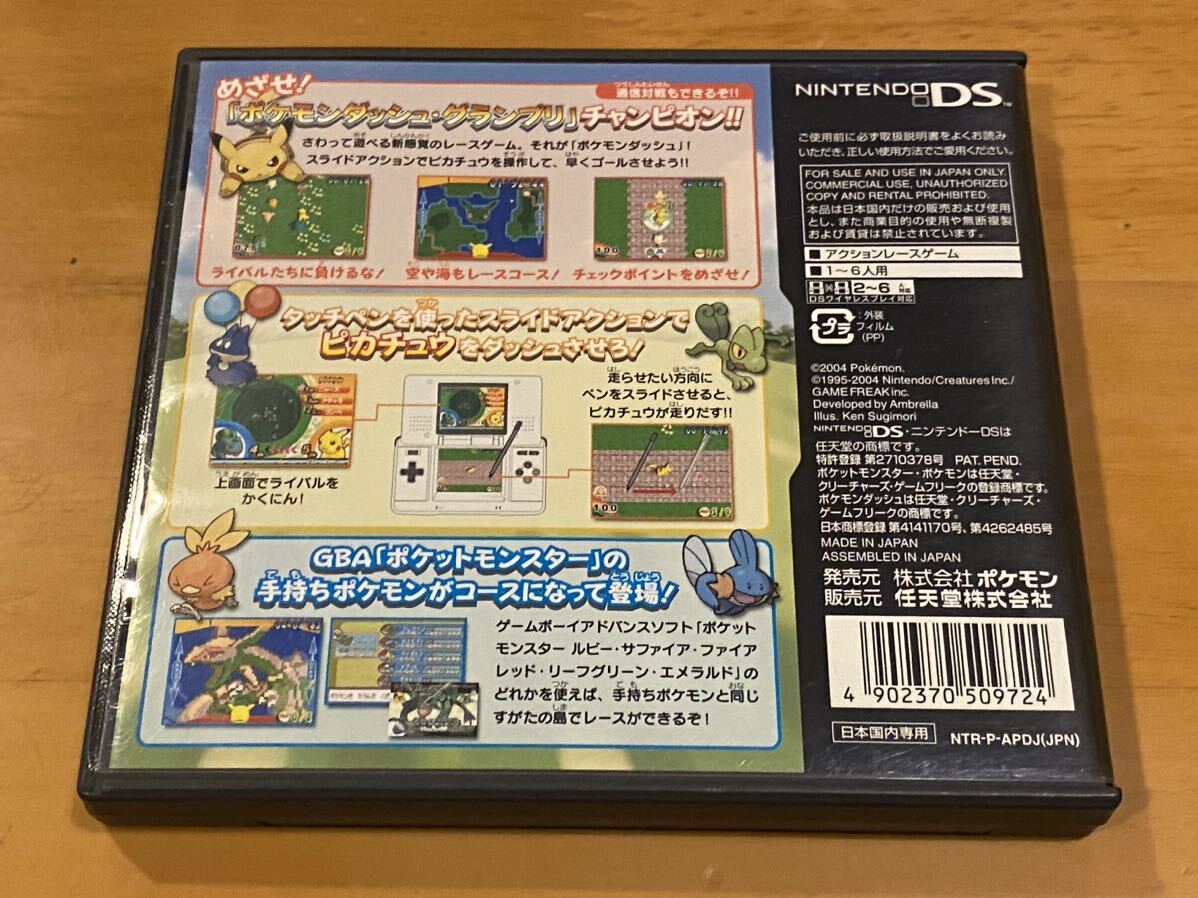 めざせ!
通信対戦もできるぞ!!
「ポケモンダッシュ・グランプリ」チャンピオン!!
さわって遊べる新感覚のレースゲーム。それが「ポケモンダッシュ」!
スライドアクションでピカチュウを操作して、早くゴールさせよう!!
ライバルたちに負けるな!
空や海もレースコース!
チェックポイントをめざせ!
タッチペンを使ったスライドアクションで
ピカチュウをダッシュさせろ!
走らせたい方向に
ペンをスライドさせると、
ピカチュウが走りだす!!
上画面でライバルを
かくにん!
GBA「ポケットモンスター」の
手持ちポケモンがコースになって登場!
ゲームボーイアドバンスソフト「ポケット
モンスター ルビー・サファイア・ファイア
レッド・リーフグリーン・エメラルド」の
どれかを使えば、手持ちポケモンと同じ
すがたの島でレースができるぞ!
NINTENDO DS™
ご使用前に必ず取扱説明書をよくお読み
いただき、正しい使用方法でご愛用ください。
FOR SALE AND USE IN JAPAN ONLY.
COMMERCIAL USE, UNAUTHORIZED
COPY AND RENTAL PROHIBITED.
本品は日本国内だけの販売および使用
とし、また商業目的の使用や無断複製
および賃貸は禁止されています。
■ アクションレースゲーム
■ 1〜6人用
2〜6人対応
DSワイヤレスプレイ対応
プラ
:外装
フィルム
(PP)
©2004 Pokémon.
©1995-2004 Nintendo/Creatures Inc./
GAME FREAK inc.
Developed by Ambrella
Illus. Ken Sugimori
NINTENDO DS・ニンテンドーDSは
任天堂の商標です。
特許登録 第2710378号 PAT. PEND.
ポケットモンスター・ポケモンは任天堂・
クリーチャーズ・ゲームフリークの登録商標です。
ポケモンダッシュは任天堂・クリーチャーズ・
ゲームフリークの商標です。
日本商標登録 第4141170号、第4262485号
MADE IN JAPAN
ASSEMBLED IN JAPAN
発売元 株式会社ポケモン
販売元 任天堂株式会社
4 902370 509724
日本国内専用
NTR-P-APDJ(JPN)